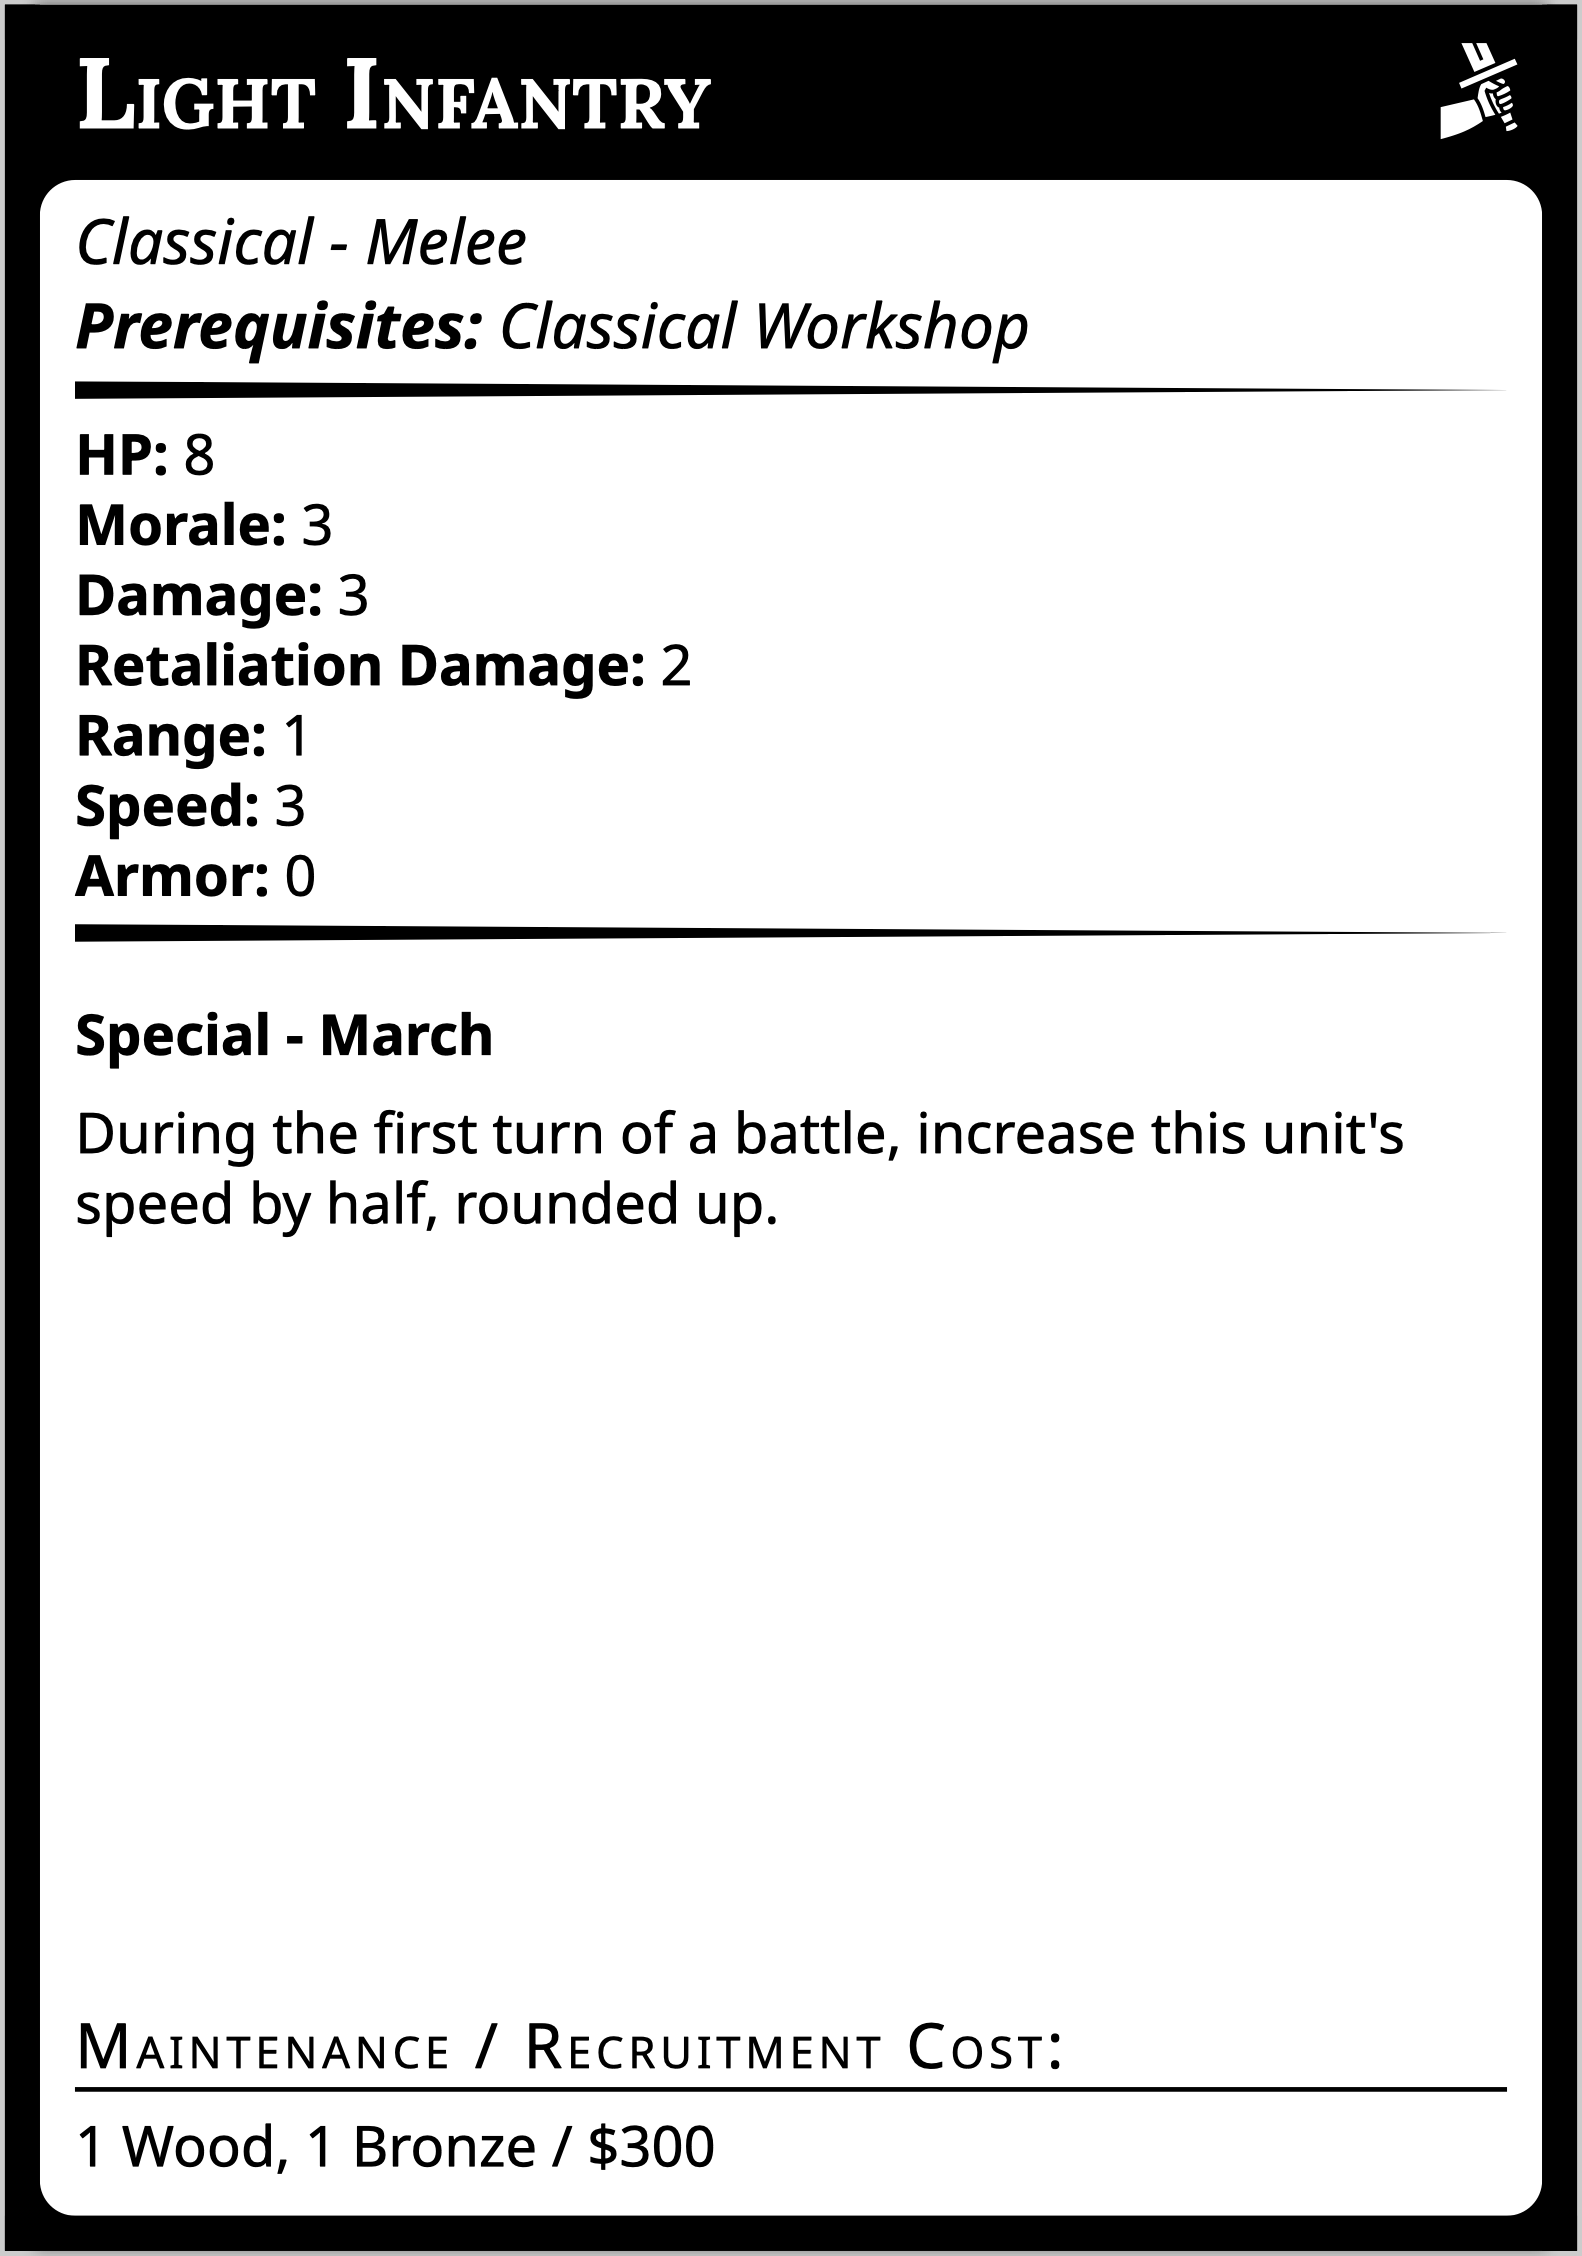 Light Infantry
Classical - Melee
Prerequisites: Classical Workshop
HP: 8
Morale: 3
Damage: 3
Retaliation Damage: 2
Range: 1
Speed: 3
Armor: 0
Special - March
During the first turn of a battle, increase this unit's
speed by half, rounded up.
Maintenance / Recruitment Cost:
1 Wood, 1 Bronze / $300